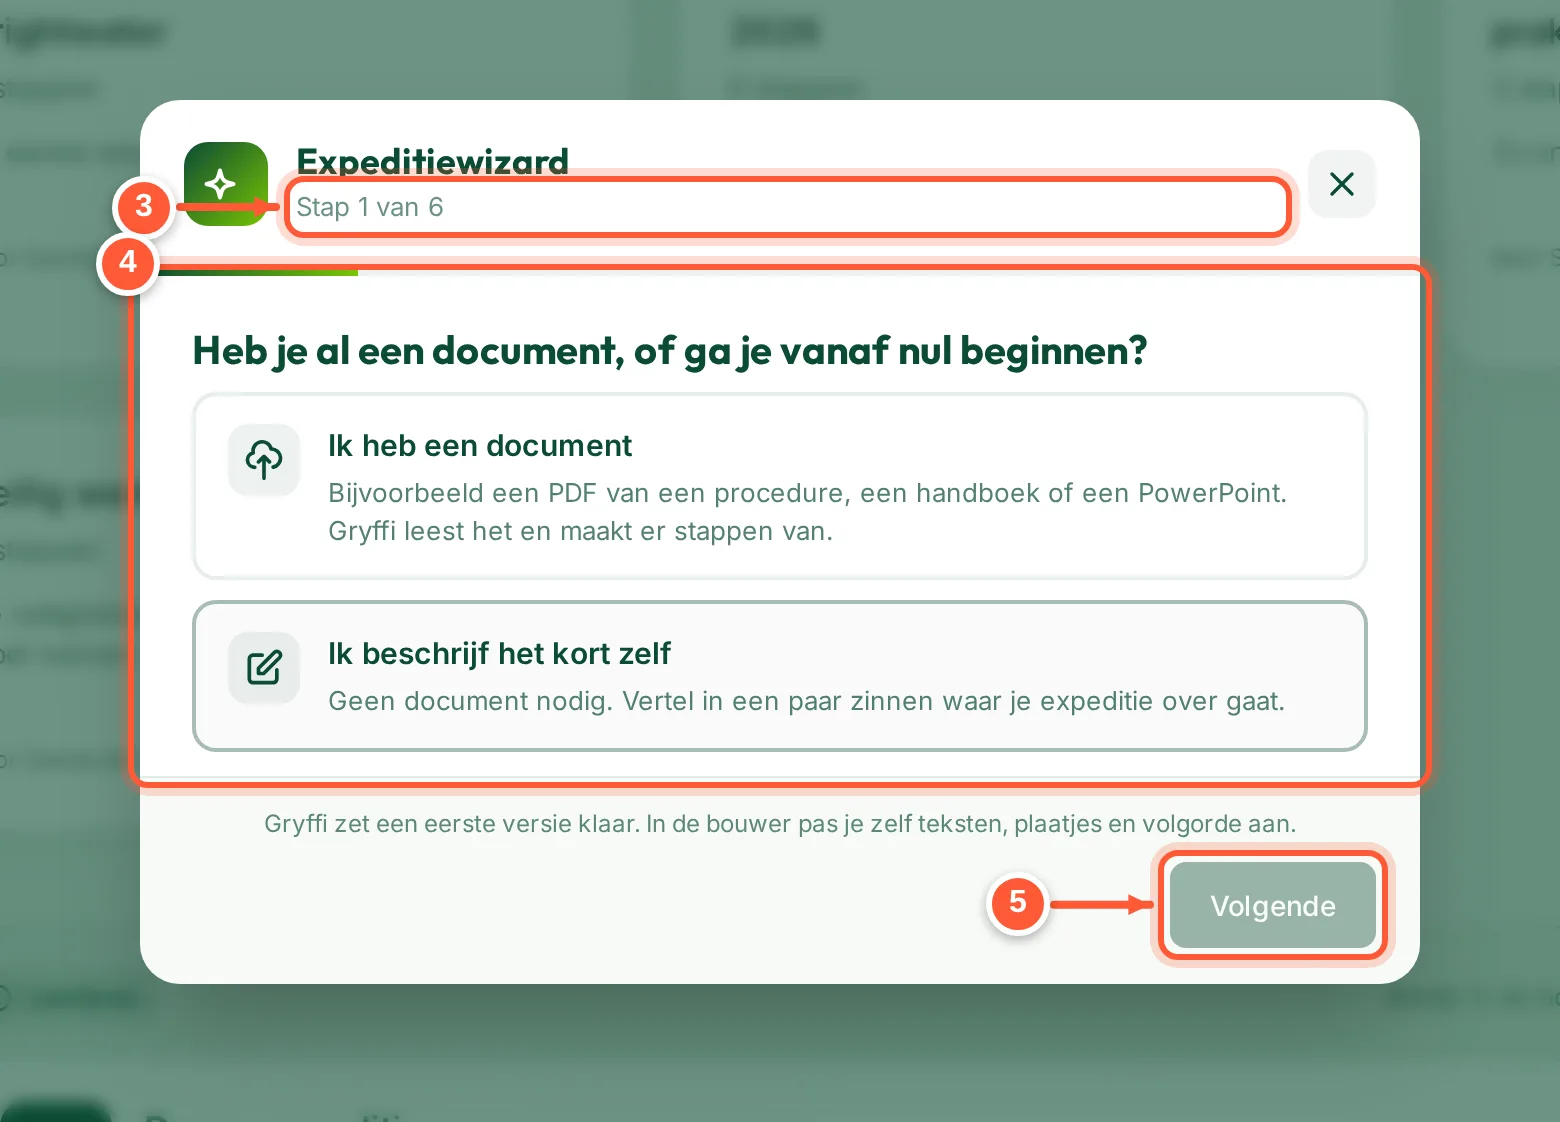 2026
Expeditiewizard
3
Stap 1 van 6
4
Heb je al een document, of ga je vanaf nul beginnen?
Ik heb een document
Bijvoorbeeld een PDF van een procedure, een handboek of een PowerPoint.
Gryffi leest het en maakt er stappen van.
Ik beschrijf het kort zelf
Geen document nodig. Vertel in een paar zinnen waar je expeditie over gaat.
Gryffi zet een eerste versie klaar. In de bouwer pas je zelf teksten, plaatjes en volgorde aan.
5
Volgende